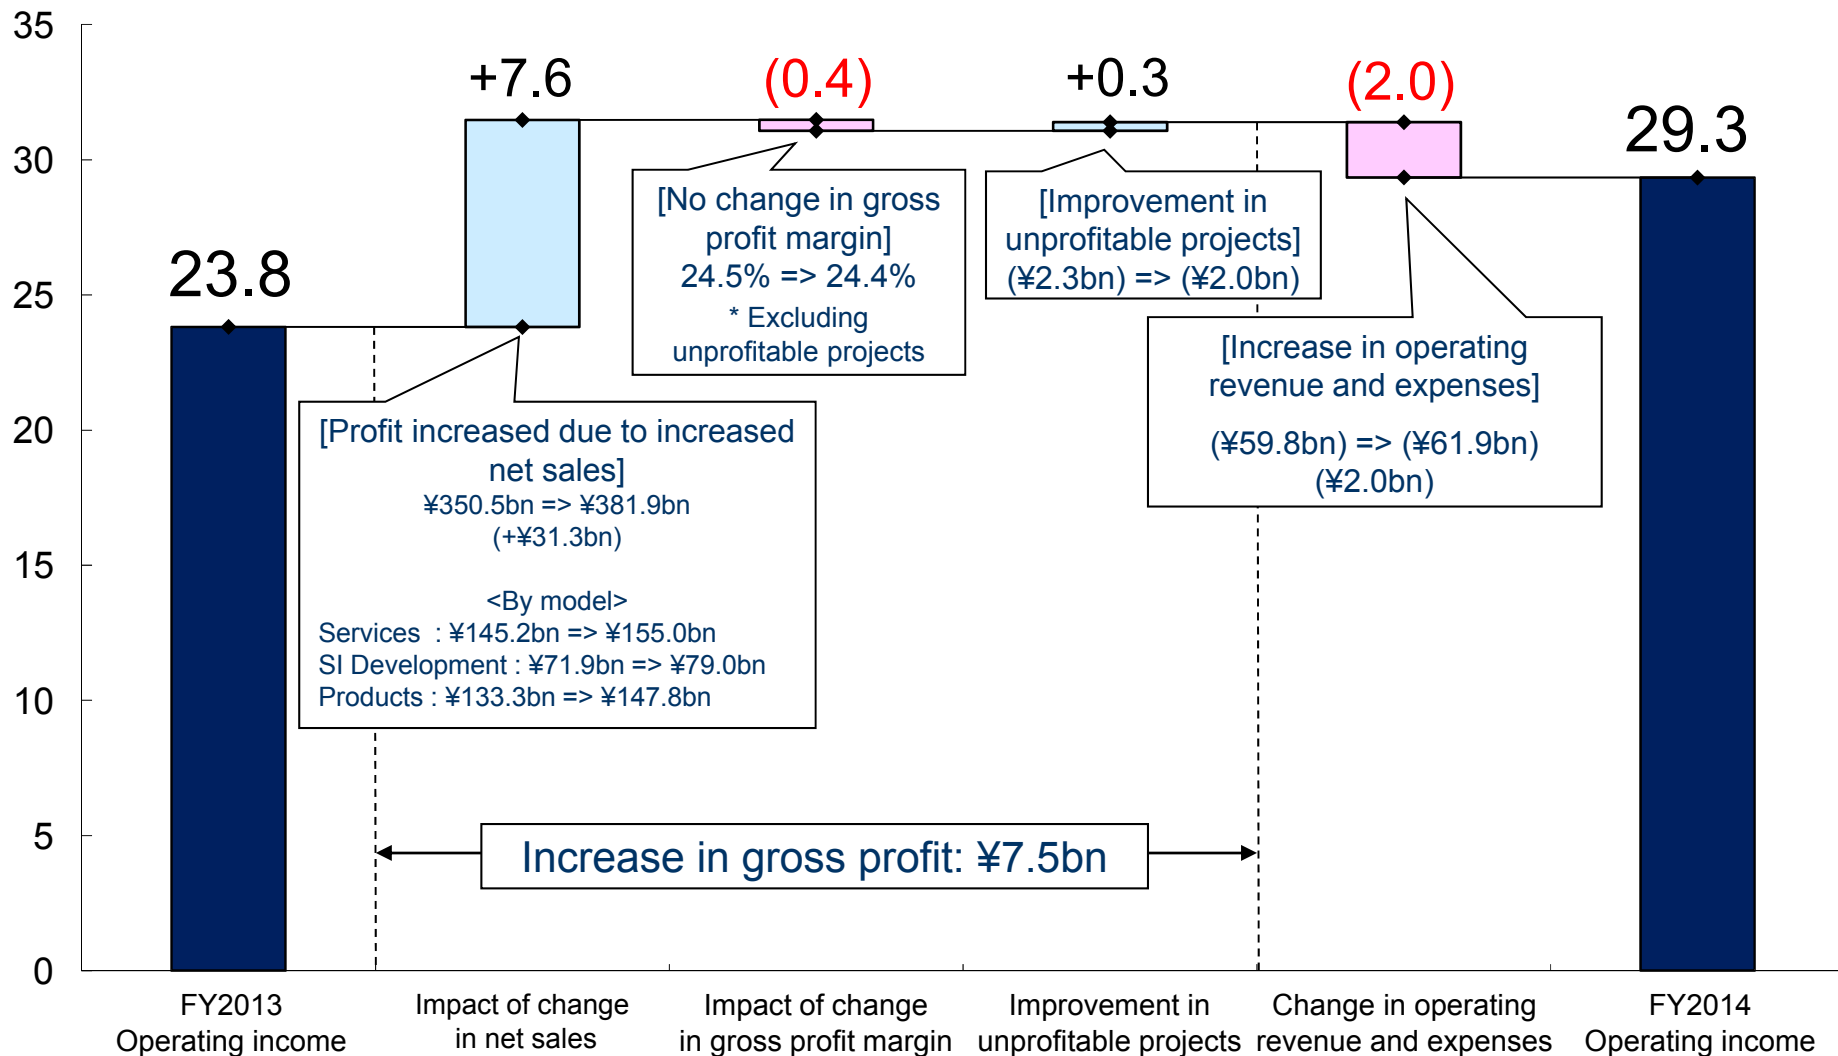 35
30
25
20
15
10
5
0
23.8
+7.6
(0.4)
+0.3
(2.0)
29.3
[Profit increased due to increased
net sales]
¥350.5bn => ¥381.9bn
(+¥31.3bn)
<By model>
Services : ¥145.2bn => ¥155.0bn
SI Development : ¥71.9bn => ¥79.0bn
Products : ¥133.3bn => ¥147.8bn
[No change in gross
profit margin]
24.5% => 24.4%
* Excluding
unprofitable projects
[Improvement in
unprofitable projects]
(¥2.3bn) => (¥2.0bn)
[Increase in operating
revenue and expenses]
(¥59.8bn) => (¥61.9bn)
(¥2.0bn)
Increase in gross profit: ¥7.5bn
FY2013
Operating income
Impact of change
in net sales
Impact of change
in gross profit margin
Improvement in
unprofitable projects
Change in operating
revenue and expenses
FY2014
Operating income